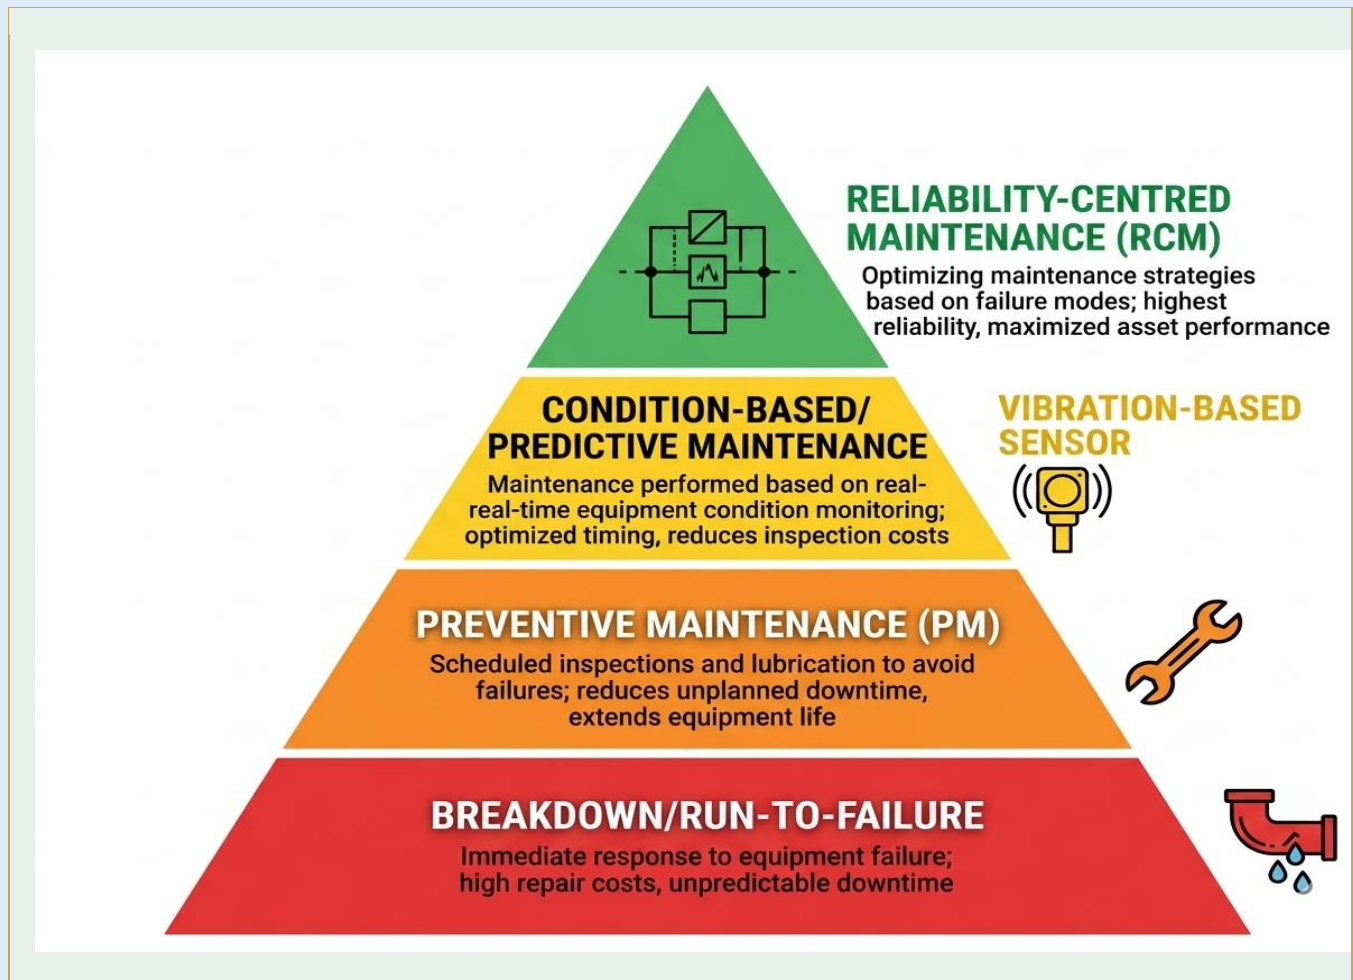 RELIABILITY-CENTRED
MAINTENANCE (RCM)
Optimizing maintenance strategies
based on failure modes; highest
reliability, maximized asset performance
CONDITION-BASED/
PREDICTIVE MAINTENANCE
Maintenance performed based on real-
real-time equipment condition monitoring;
optimized timing, reduces inspection costs
VIBRATION-BASED
SENSOR
PREVENTIVE MAINTENANCE (PM)
Scheduled inspections and lubrication to avoid
failures; reduces unplanned downtime,
extends equipment life
BREAKDOWN/RUN-TO-FAILURE
Immediate response to equipment failure;
high repair costs, unpredictable downtime